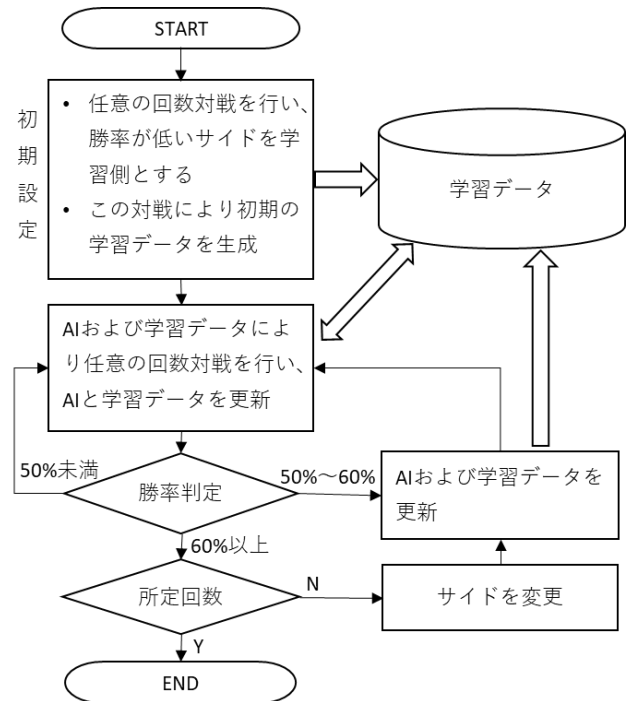 START
初期設定
• 任意の回数対戦を行い、
勝率が低いサイドを学
習側とする
• この対戦により初期の
学習データを生成
学習データ
AIおよび学習データによ
り任意の回数対戦を行い、
AIと学習データを更新
50%未満
勝率判定
50%～60%
AIおよび学習データを
更新
60%以上
所定回数
N
サイドを変更
Y
END